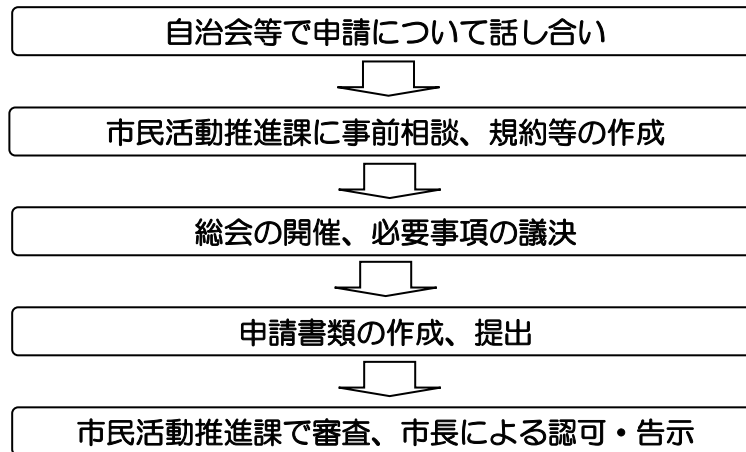 自治会等で申請について話し合い
市民活動推進課に事前相談、規約等の作成
総会の開催、必要事項の議決
申請書類の作成、提出
市民活動推進課で審査、市長による認可・告示